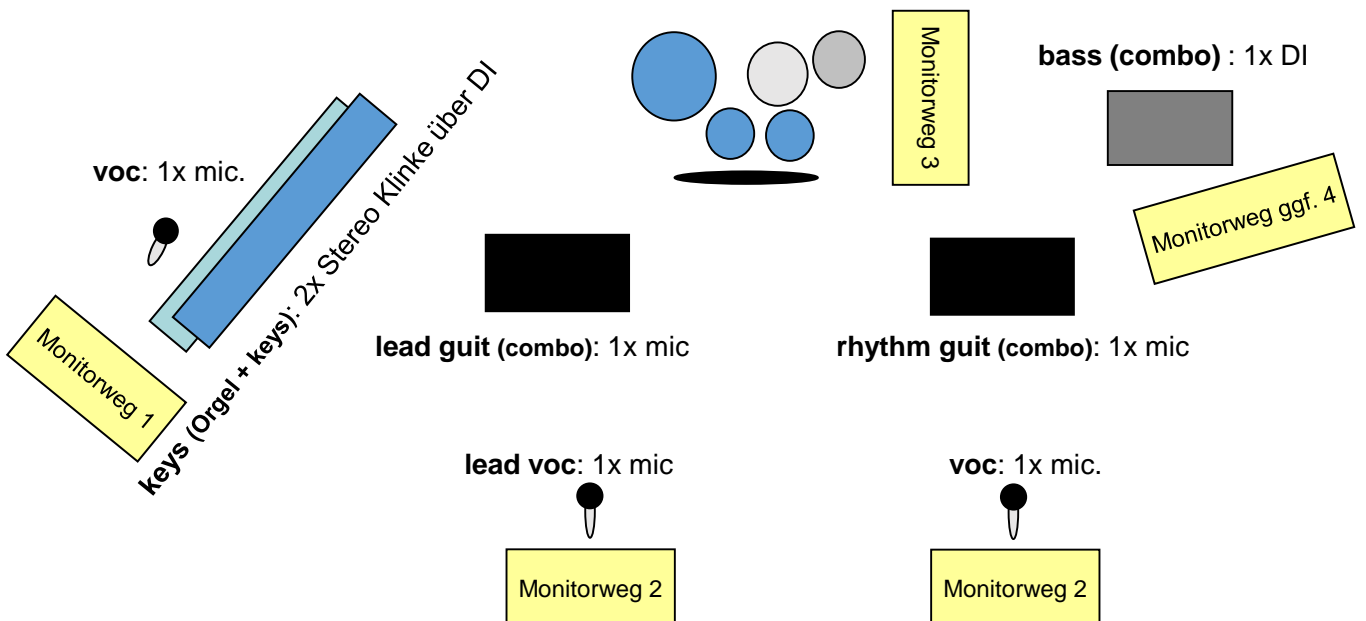 bass (combo) : 1x DI
Monitorweg 3
voc: 1x mic.
keys (Orgel + keys): 2x Stereo Klinke über DI
Monitorweg ggf. 4
Monitorweg 1
lead guit (combo): 1x mic
rhythm guit (combo): 1x mic
lead voc: 1x mic
voc: 1x mic.
Monitorweg 2
Monitorweg 2